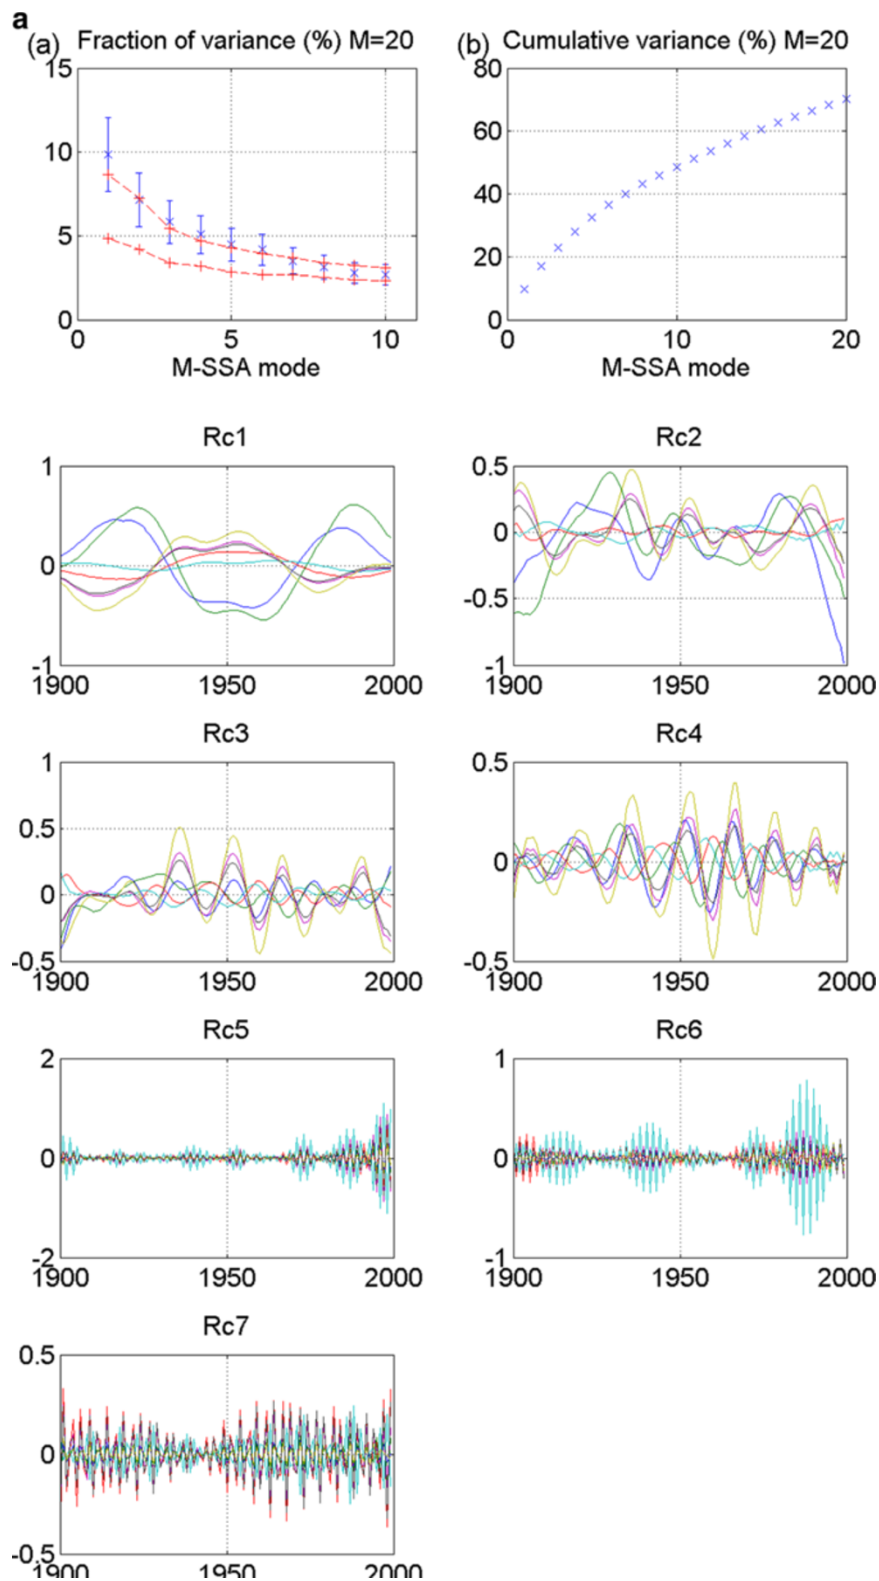 a
(a) Fraction of variance (%) M=20
(b) Cumulative variance (%) M=20
15
10
5
0
0 5 10
M-SSA mode
80
60
40
20
0
0 10 20
M-SSA mode
Rc1
1
0
-1
1900 1950 2000
Rc2
0.5
0
-0.5
-1
1900 1950 2000
Rc3
1
0.5
0
-0.5
1900 1950 2000
Rc4
0.5
0
-0.5
1900 1950 2000
Rc5
2
0
-2
1900 1950 2000
Rc6
1
0
-1
1900 1950 2000
Rc7
0.5
0
-0.5
1900 1950 2000